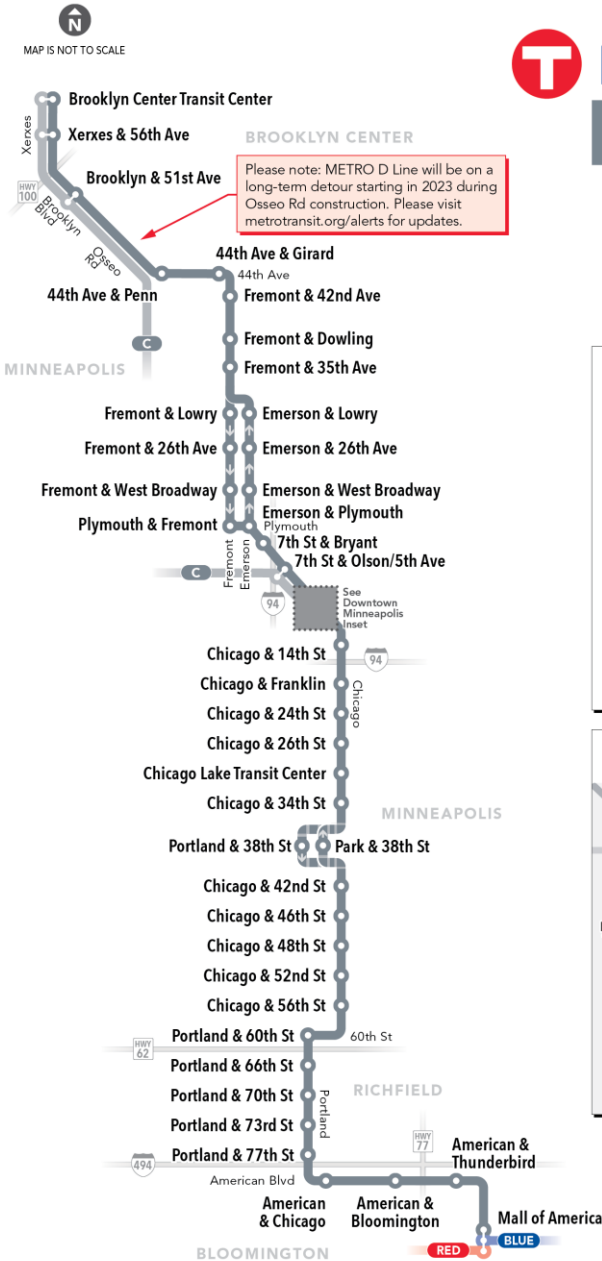 N
MAP IS NOT TO SCALE
T
Brooklyn Center Transit Center
Xerxes
Xerxes & 56th Ave
BROOKLYN CENTER
Please note: METRO D Line will be on a
long-term detour starting in 2023 during
Osseo Rd construction. Please visit
metrotransit.org/alerts for updates.
Brooklyn & 51st Ave
HWY
100
Brooklyn
Blvd
Osseo
Rd
44th Ave & Girard
44th Ave
44th Ave & Penn
Fremont & 42nd Ave
C
Fremont & Dowling
MINNEAPOLIS
Fremont & 35th Ave
Fremont & Lowry
Emerson & Lowry
Fremont & 26th Ave
Emerson & 26th Ave
Fremont & West Broadway
Emerson & West Broadway
Emerson & Plymouth
Plymouth & Fremont
Plymouth
7th St & Bryant
Fremont
Emerson
7th St & Olson/5th Ave
C
94
See
Downtown
Minneapolis
Inset
Chicago & 14th St
94
Chicago & Franklin
Chicago
Chicago & 24th St
Chicago & 26th St
Chicago Lake Transit Center
Chicago & 34th St
MINNEAPOLIS
Portland & 38th St
Park & 38th St
Chicago & 42nd St
Chicago & 46th St
Chicago & 48th St
Chicago & 52nd St
Chicago & 56th St
Portland & 60th St
60th St
HWY
62
Portland & 66th St
Portland & 70th St
RICHFIELD
Portland
Portland & 73rd St
HWY
77
Portland & 77th St
494
American &
Thunderbird
American Blvd
American
& Chicago
American &
Bloomington
Mall of America
BLUE
RED
BLOOMINGTON